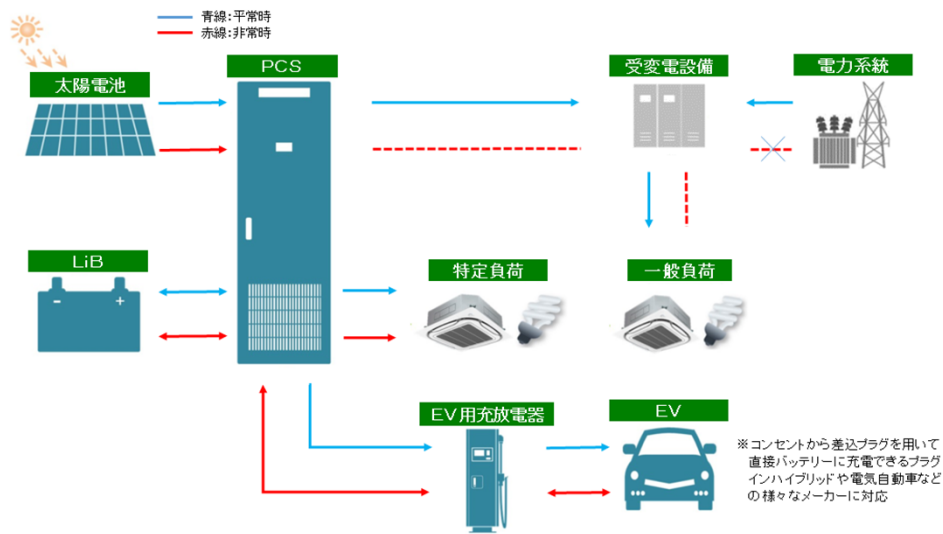 青線:平常時
赤線:非常時
太陽電池
PCS
受変電設備
電力系統
LiB
特定負荷
一般負荷
EV用充放電器
EV
※コンセントから差込プラグを用いて
直接バッテリーに充電できるプラグ
インハイブリッドや電気自動車など
の様々なメーカーに対応